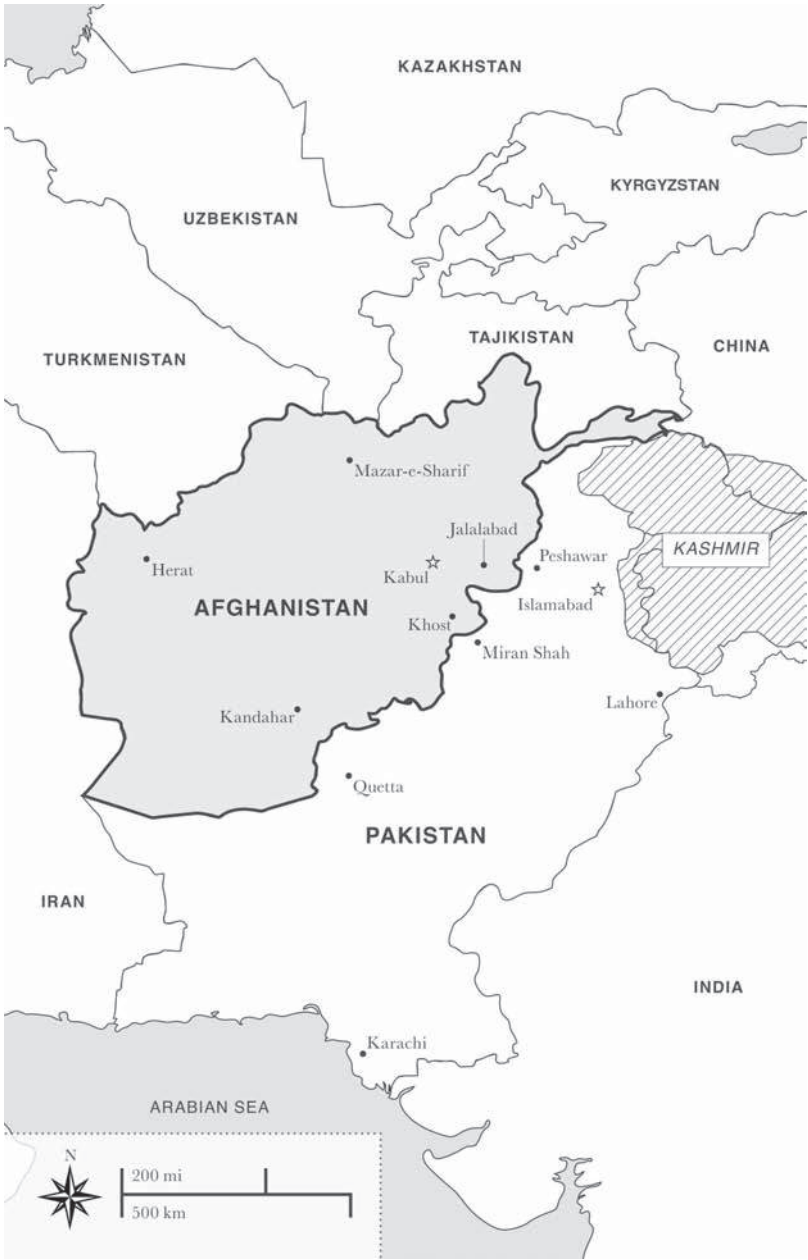 KAZAKHSTAN
KYRGYZSTAN
UZBEKISTAN
TAJIKISTAN
CHINA
TURKMENISTAN
Mazar-e-Sharif
Jalalabad
KASHMIR
Peshawar
Herat
Kabul
Islamabad
AFGHANISTAN
Khost
Miran Shah
Lahore
Kandahar
Quetta
PAKISTAN
IRAN
INDIA
Karachi
ARABIAN SEA
N
200 mi
500 km